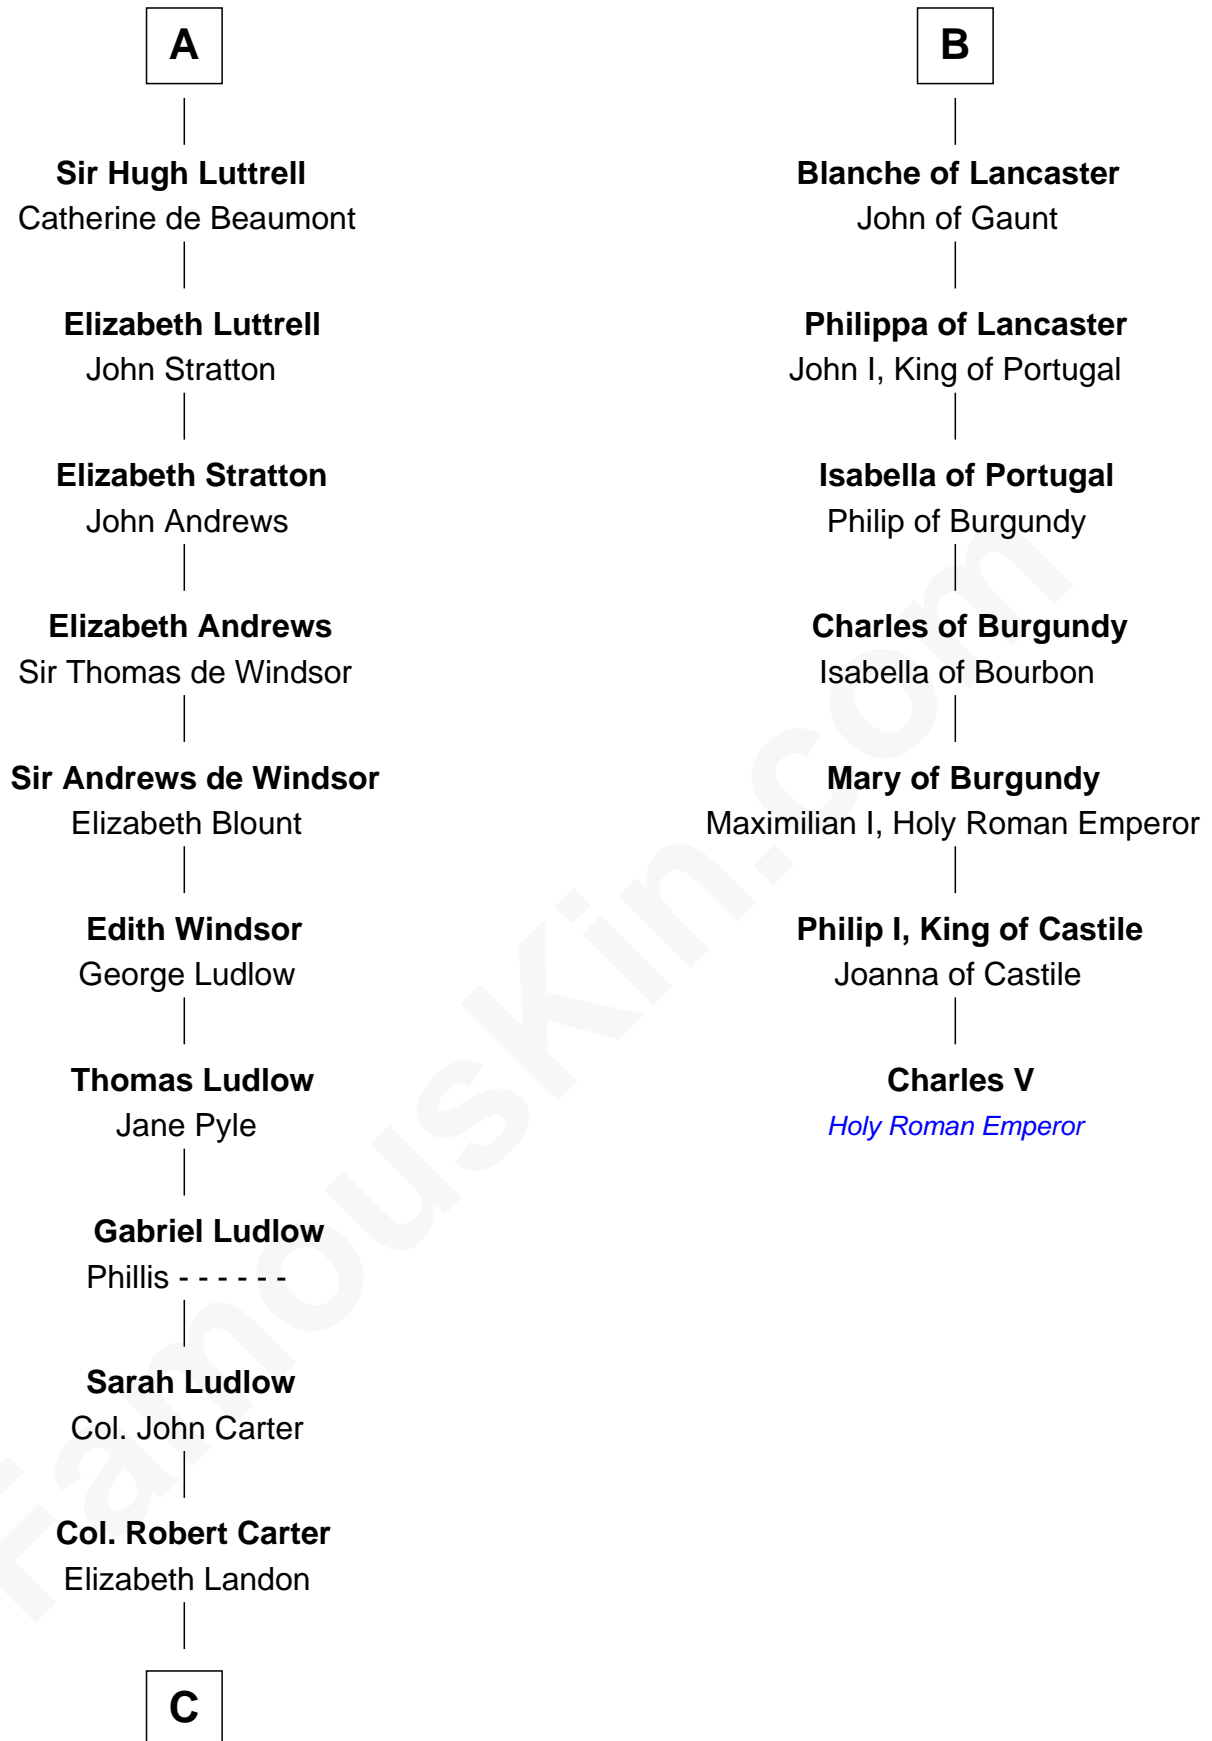 A
Sir Hugh Luttrell
Catherine de Beaumont
Elizabeth Luttrell
John Stratton
Elizabeth Stratton
John Andrews
Elizabeth Andrews
Sir Thomas de Windsor
Sir Andrews de Windsor
Elizabeth Blount
Edith Windsor
George Ludlow
Thomas Ludlow
Jane Pyle
Gabriel Ludlow
Phillis - - - - - -
Sarah Ludlow
Col. John Carter
Col. Robert Carter
Elizabeth Landon
C
B
Blanche of Lancaster
John of Gaunt
Philippa of Lancaster
John I, King of Portugal
Isabella of Portugal
Philip of Burgundy
Charles of Burgundy
Isabella of Bourbon
Mary of Burgundy
Maximilian I, Holy Roman Emperor
Philip I, King of Castile
Joanna of Castile
Charles V
Holy Roman Emperor
FamousKin.com